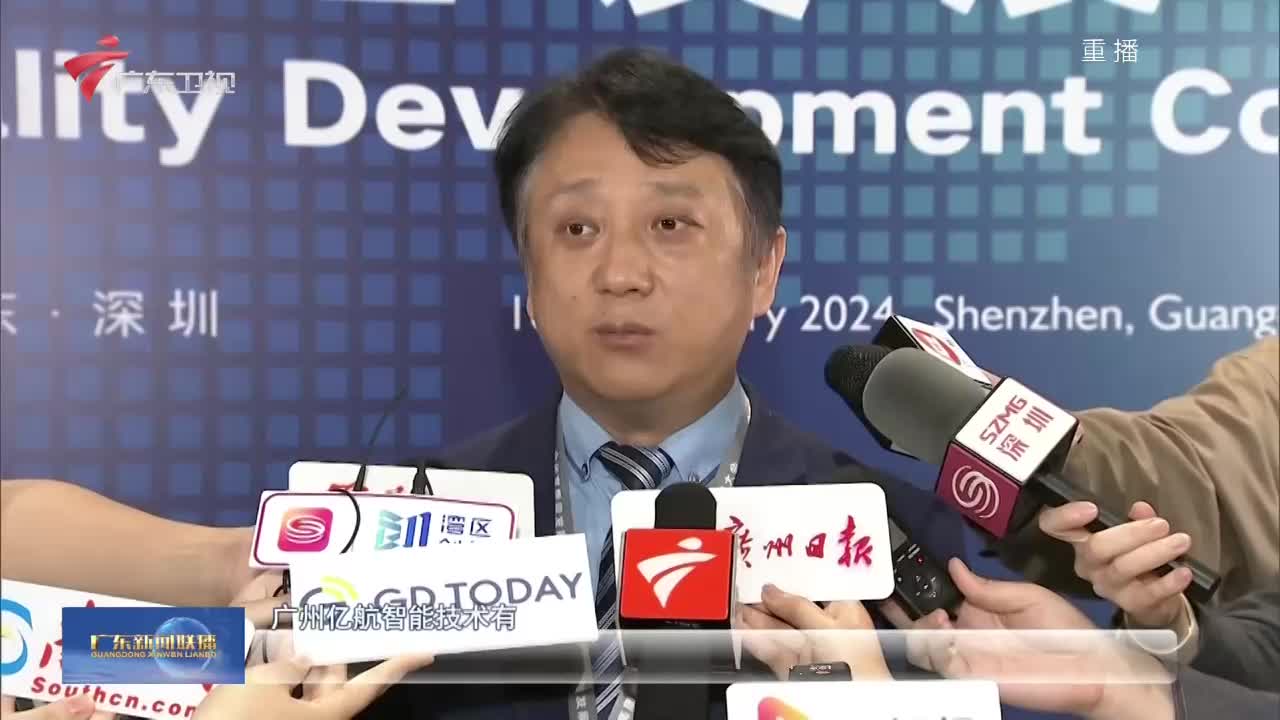 重播
广东卫视
lity Dev pment Co
深圳
2024 Shenzhen, Guang
SZMG
深圳
广州日报
湾区
GD TODAY
广州亿航智能技术有
广东新闻联播
GUANGDONG XINWEN LIANBO
Southcn.com